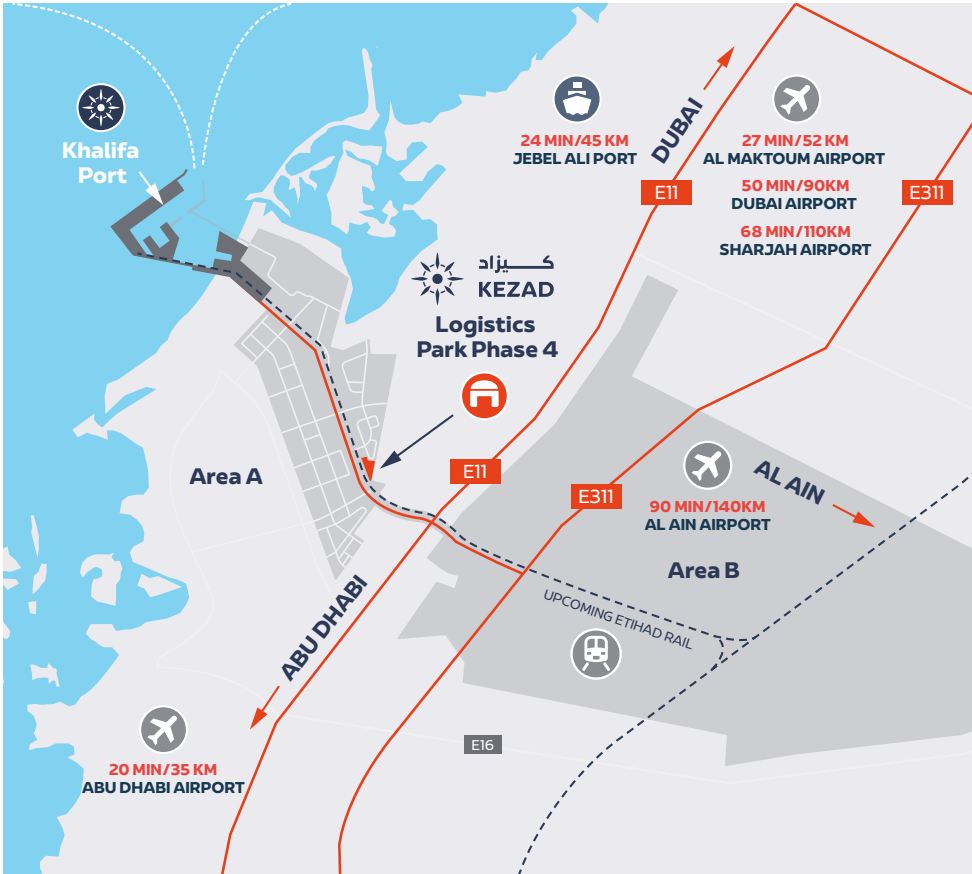 Khalifa
Port
24 MIN/45 KM
JEBEL ALI PORT
DUBAI
27 MIN/52 KM
AL MAKTOUM AIRPORT
50 MIN/90KM
DUBAI AIRPORT
68 MIN/110KM
SHARJAH AIRPORT
E11
E311
كـــيزاد
KEZAD
Logistics
Park Phase 4
Area A
E11
E311
90 MIN/140KM
AL AIN AIRPORT
AL AIN
Area B
UPCOMING ETIHAD RAIL
ABU DHABI
20 MIN/35 KM
ABU DHABI AIRPORT
E16